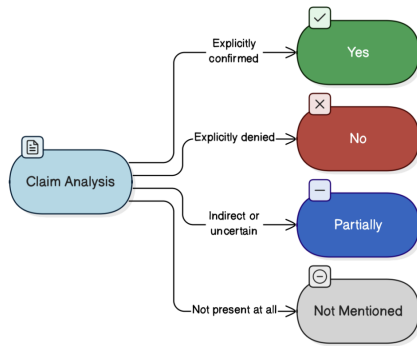 Explicitly
confirmed
Yes
Explicitly denied
No
Claim Analysis
Indirect or
uncertain
Partially
Not present at all
Not Mentioned